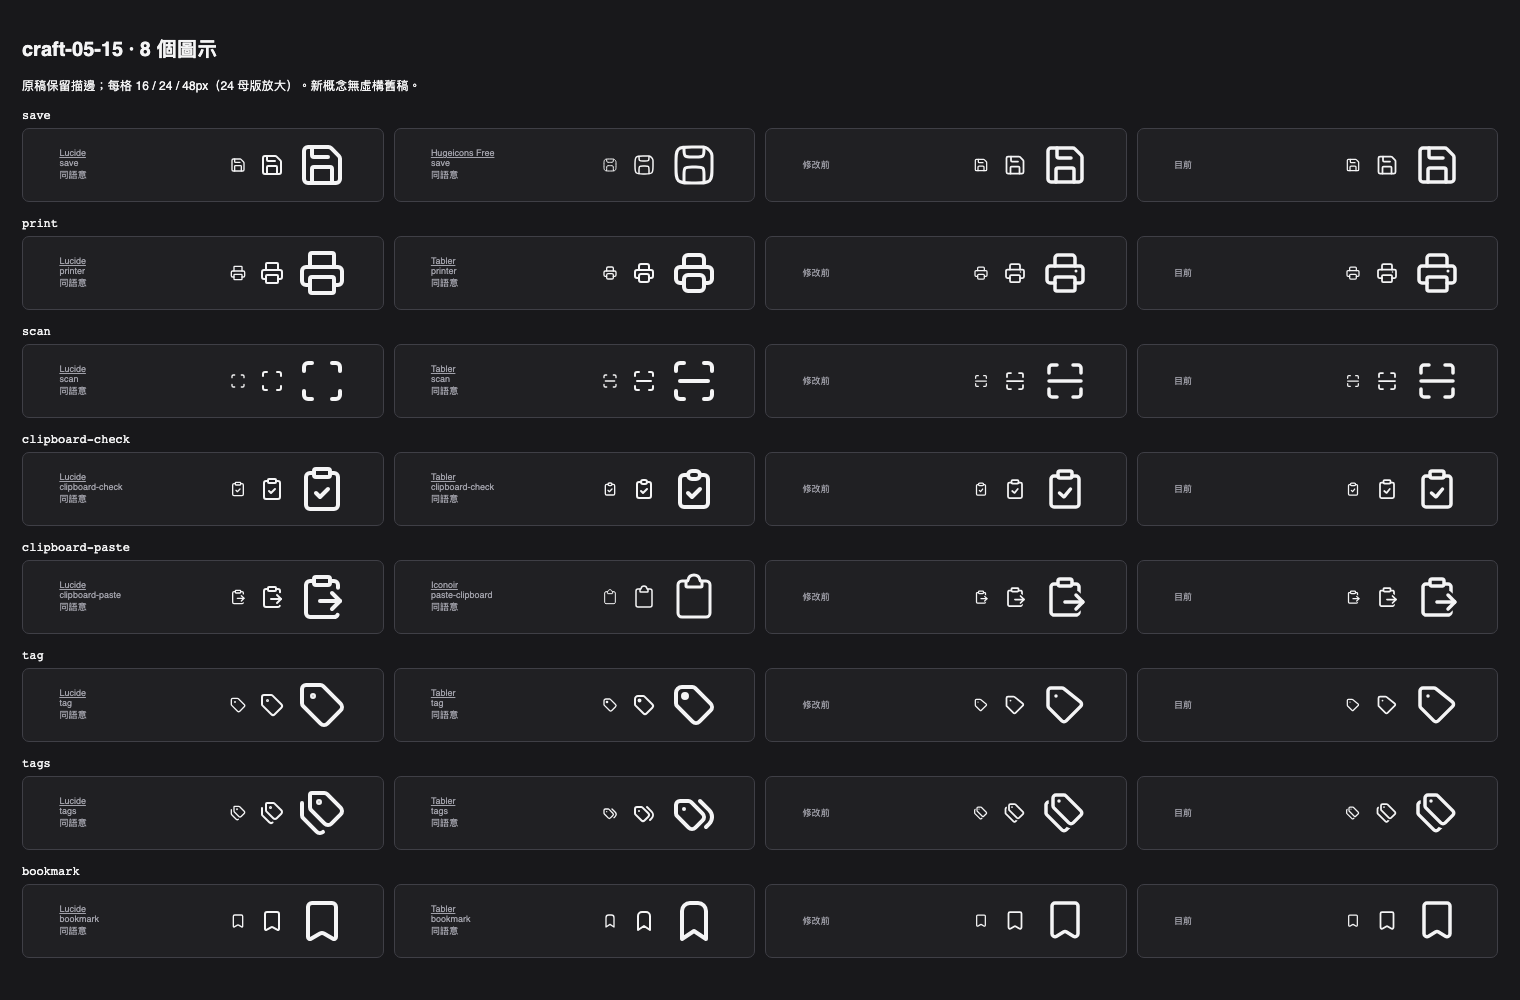 craft-05-15 · 8 個圖示
原稿保留描邊；每格 16 / 24 / 48px（24 母版放大）。新概念無虛構舊稿。
save
Lucide
save
同語意
Hugeicons Free
save
同語意
修改前
目前
print
Lucide
printer
同語意
Tabler
printer
同語意
修改前
目前
scan
Lucide
scan
同語意
Tabler
scan
同語意
修改前
目前
clipboard-check
Lucide
clipboard-check
同語意
Tabler
clipboard-check
同語意
修改前
目前
clipboard-paste
Lucide
clipboard-paste
同語意
Iconoir
paste-clipboard
同語意
修改前
目前
tag
Lucide
tag
同語意
Tabler
tag
同語意
修改前
目前
tags
Lucide
tags
同語意
Tabler
tags
同語意
修改前
目前
bookmark
Lucide
bookmark
同語意
Tabler
bookmark
同語意
修改前
目前